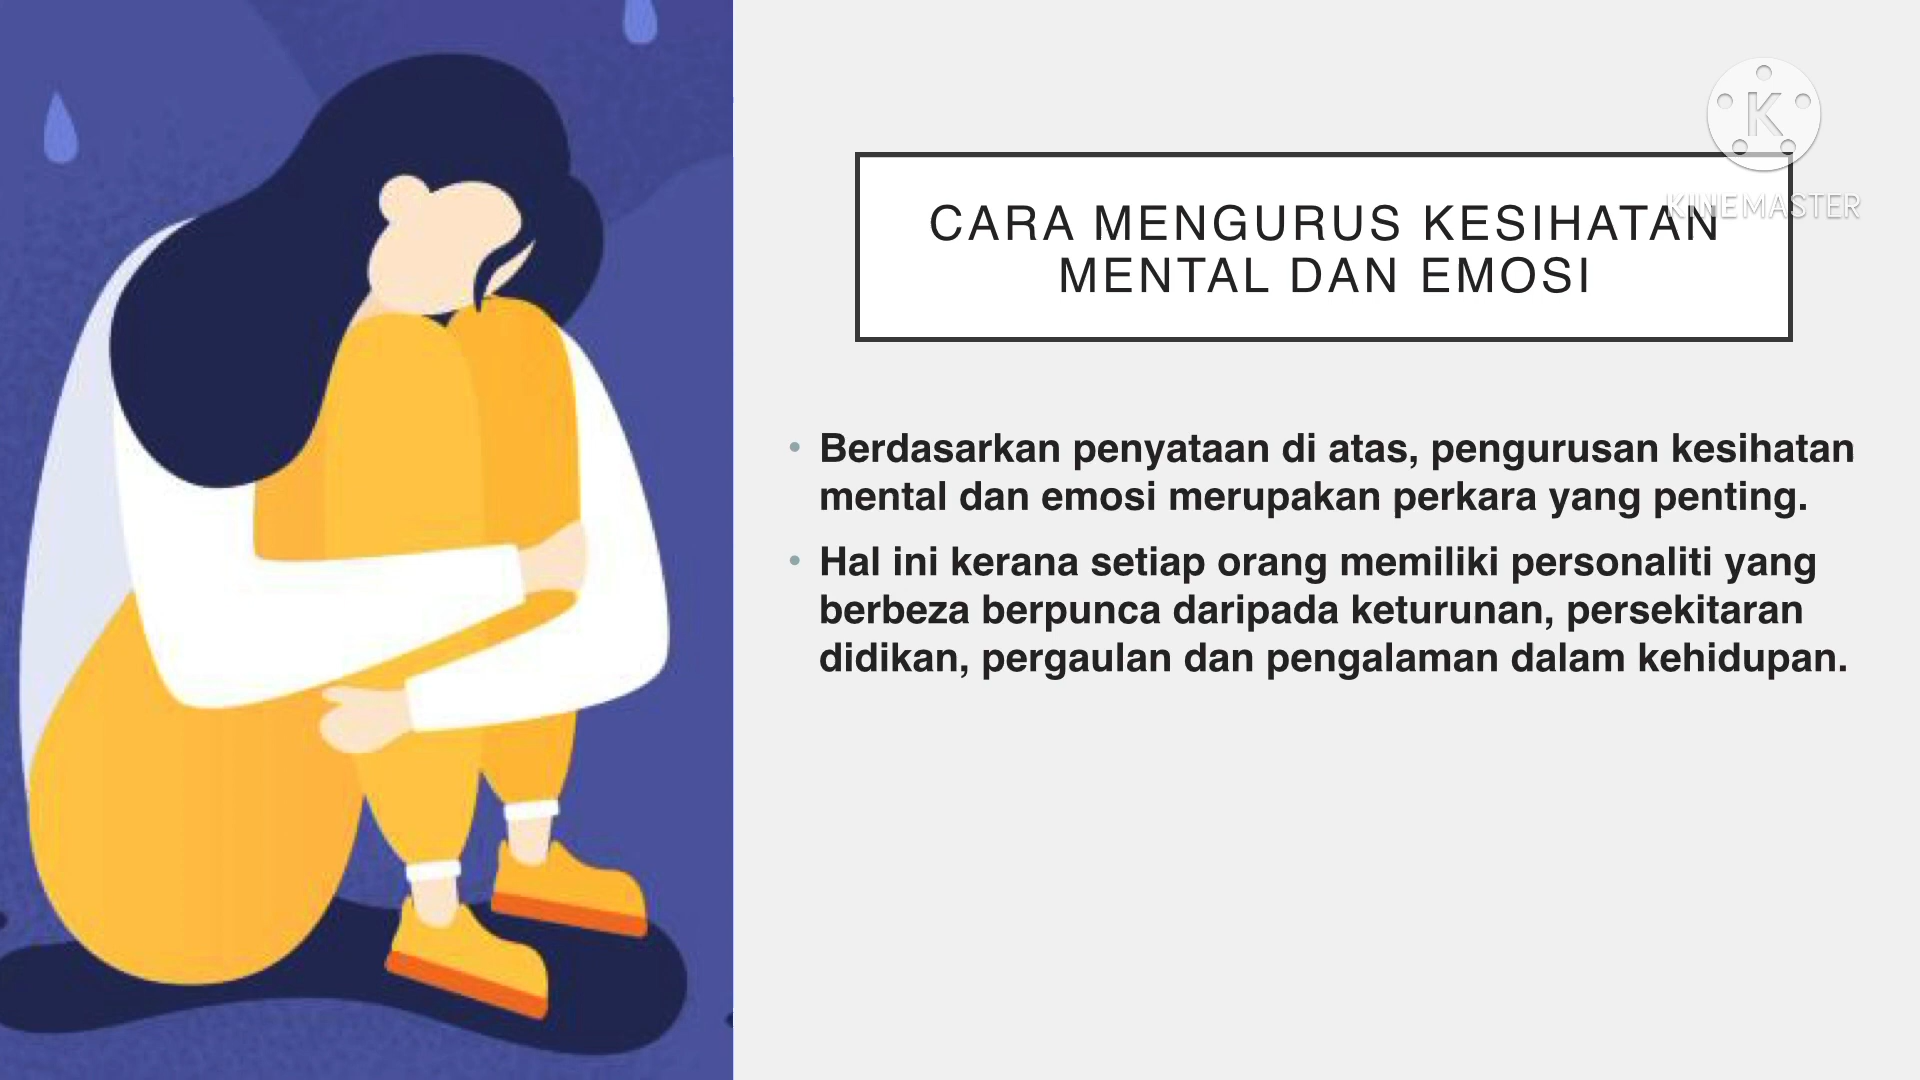 K
KINEMASTER
CARA MENGURUS KESIHATAN
MENTAL DAN EMOSI
• Berdasarkan penyataan di atas, pengurusan kesihatan
mental dan emosi merupakan perkara yang penting.
• Hal ini kerana setiap orang memiliki personaliti yang
berbeza berpunca daripada keturunan, persekitaran
didikan, pergaulan dan pengalaman dalam kehidupan.